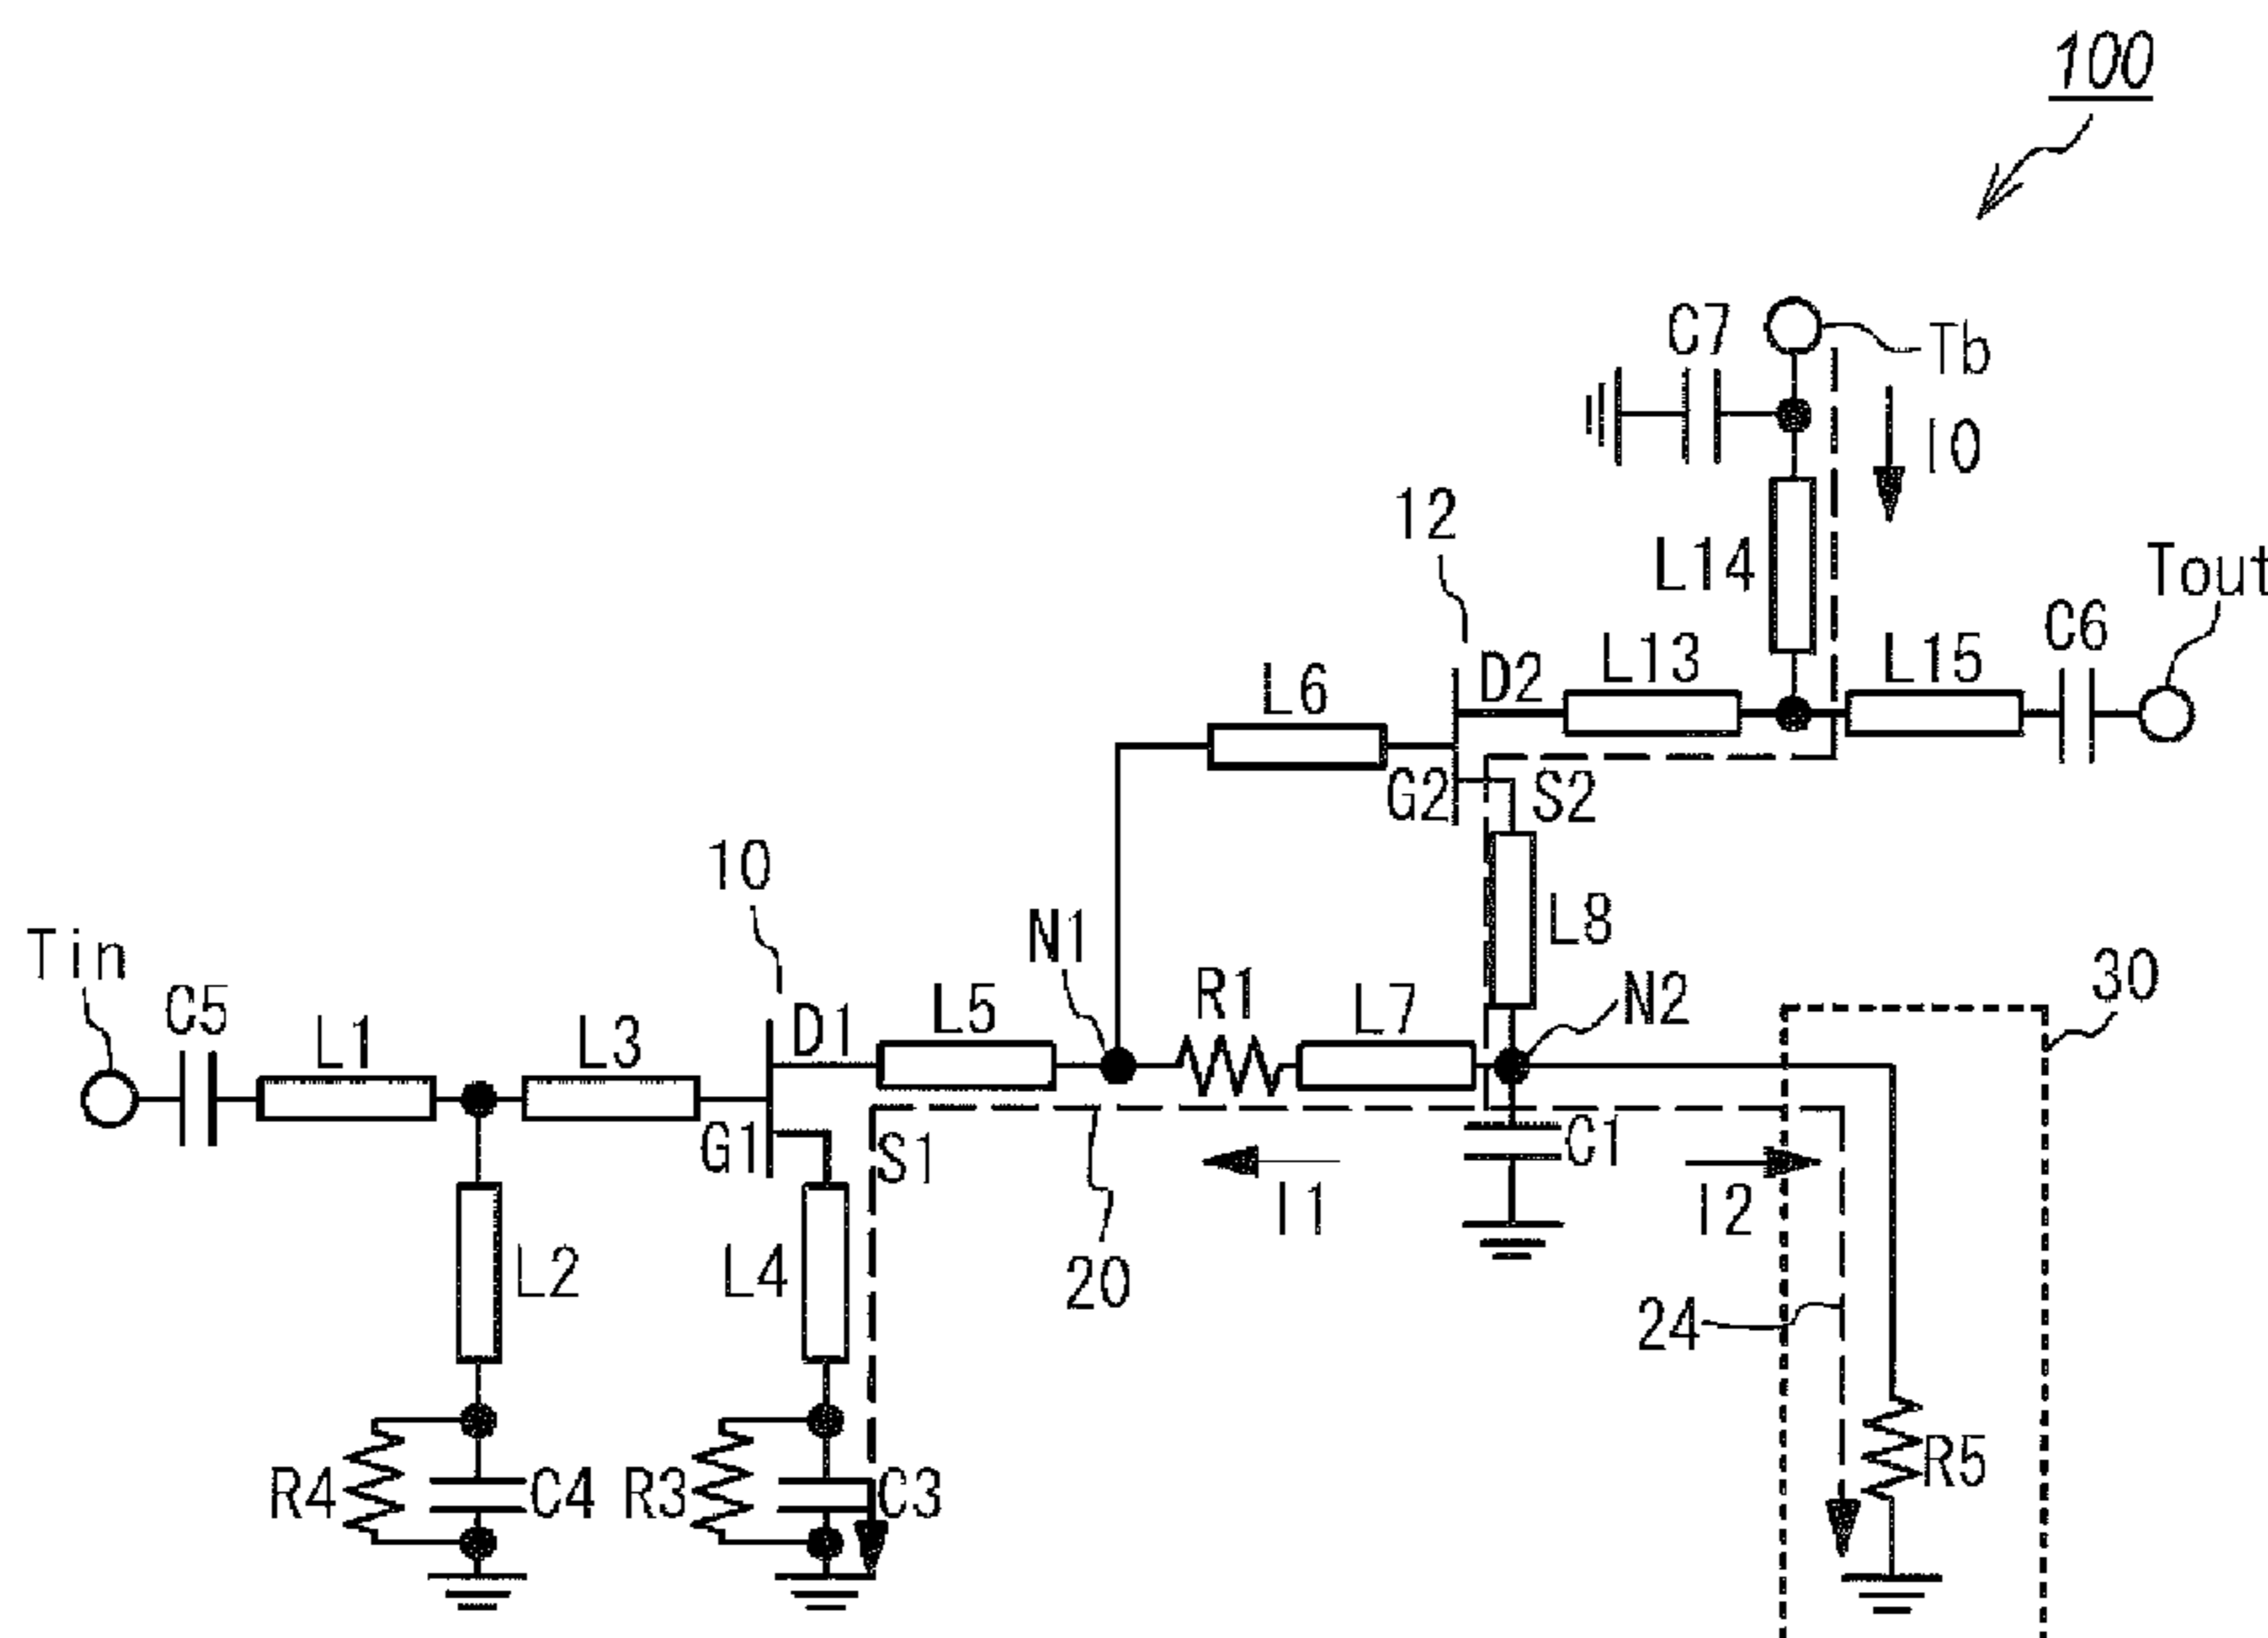 100
C7
Tb
I0
12
L14
Tout
C6
L6
D2
L13
L15
G2
S2
10
L8
N1
Tin
C5
R1
N2
30
L1
L3
D1
L5
L7
G1
S1
C1
I1
I2
L2
L4
20
24
R4
C4
R3
C3
R5